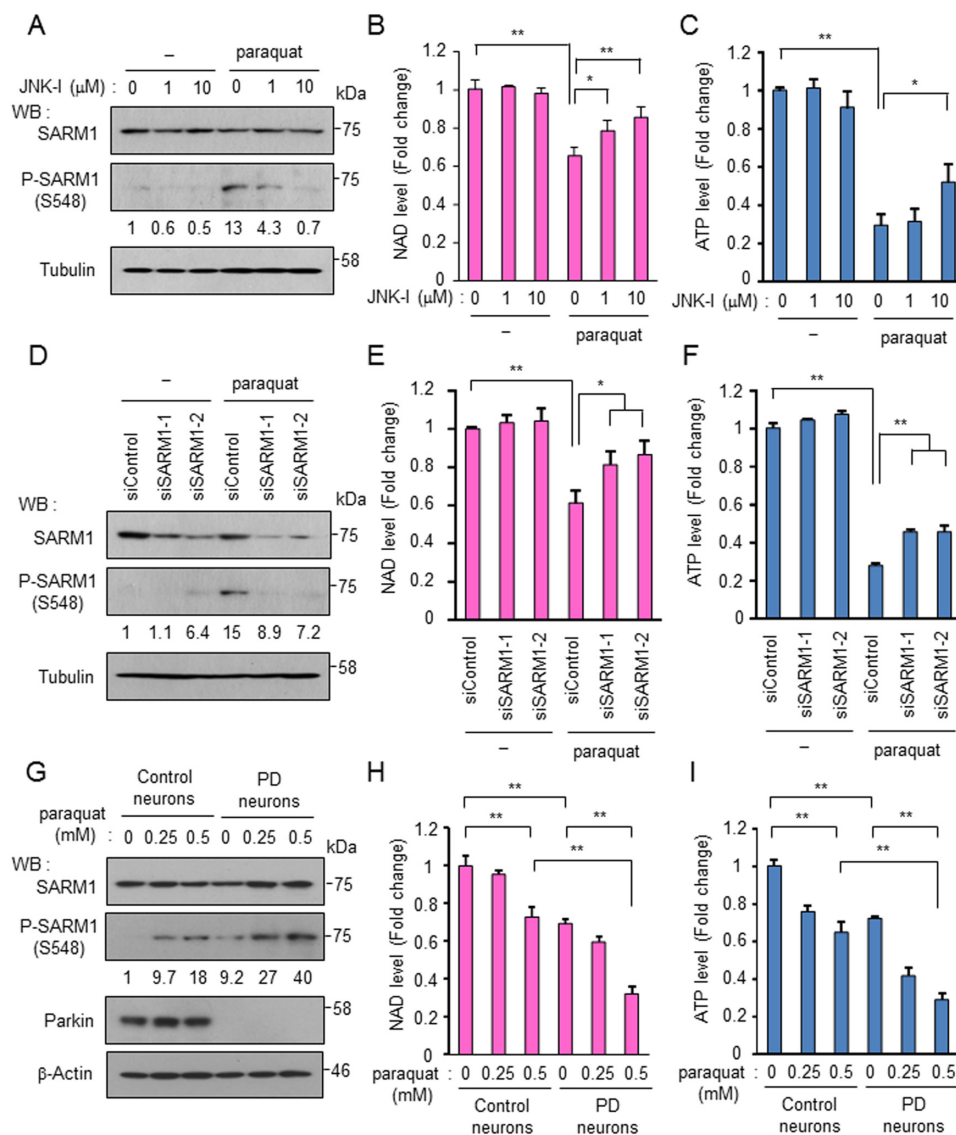 A
– paraquat
JNK-I (μM) : 0 1 10 0 1 10
kDa
WB :
SARM1
75
P-SARM1
(S548)
75
1 0.6 0.5 13 4.3 0.7
Tubulin
58
B
NAD level (Fold change)
1.2
1
0.8
0.6
0.4
0.2
0
** ** *
JNK-I (μM) : 0 1 10 0 1 10
– paraquat
C
ATP level (Fold change)
1.2
1
0.8
0.6
0.4
0.2
0
** *
JNK-I (μM) : 0 1 10 0 1 10
– paraquat
D
– paraquat
siControl siSARM1-1 siSARM1-2 siControl siSARM1-1 siSARM1-2
WB :
kDa
SARM1
75
P-SARM1
(S548)
75
1 1.1 6.4 15 8.9 7.2
Tubulin
58
E
NAD level (Fold change)
1.2
1
0.8
0.6
0.4
0.2
0
** *
siControl siSARM1-1 siSARM1-2 siControl siSARM1-1 siSARM1-2
– paraquat
F
ATP level (Fold change)
1.2
1
0.8
0.6
0.4
0.2
0
** **
siControl siSARM1-1 siSARM1-2 siControl siSARM1-1 siSARM1-2
– paraquat
G
Control
neurons
PD
neurons
paraquat
(mM) : 0 0.25 0.5 0 0.25 0.5
WB :
kDa
SARM1
75
P-SARM1
(S548)
75
1 9.7 18 9.2 27 40
Parkin
58
β-Actin
46
H
NAD level (Fold change)
1.2
1
0.8
0.6
0.4
0.2
0
** ** ** **
paraquat : 0 0.25 0.5 0 0.25 0.5
(mM)
Control
neurons
PD
neurons
I
ATP level (Fold change)
1.2
1
0.8
0.6
0.4
0.2
0
** ** ** **
paraquat : 0 0.25 0.5 0 0.25 0.5
(mM)
Control
neurons
PD
neurons